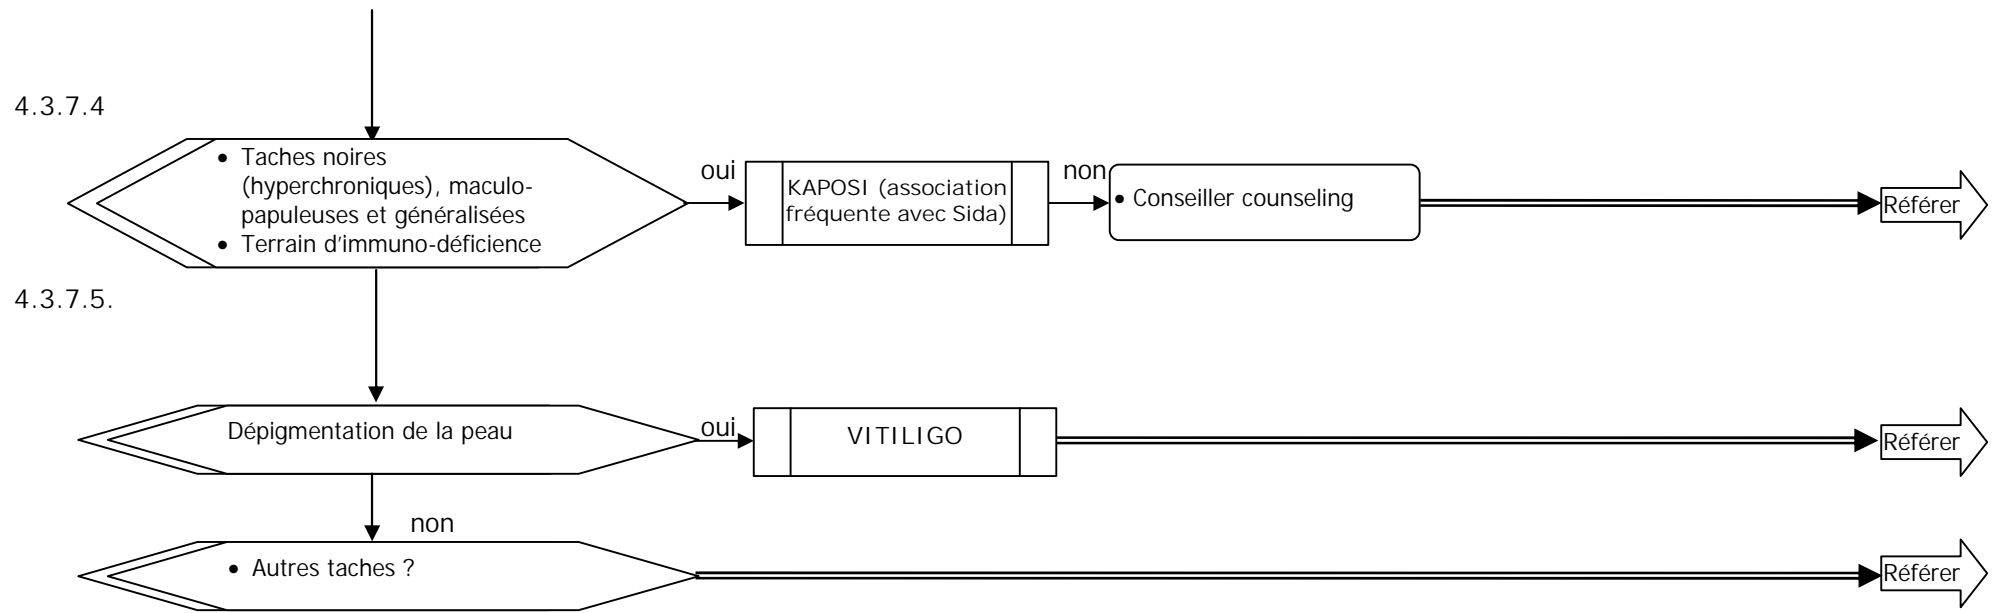 4.3.7.4
• Taches noires
(hyperchroniques), maculo-
papuleuses et généralisées
• Terrain d'immuno-déficience
oui
KAPOSI (association
fréquente avec Sida)
non
• Conseiller counseling
Référer
4.3.7.5.
Dépigmentation de la peau
oui
VITILIGO
Référer
non
• Autres taches ?
Référer